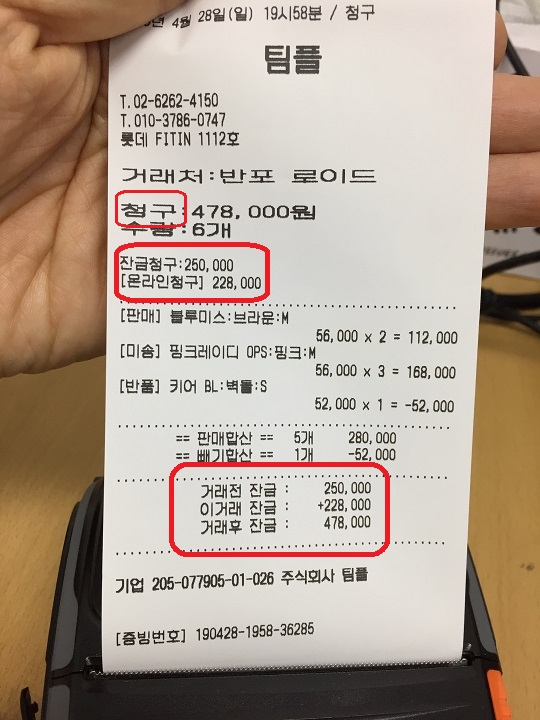 년 4월 28일(일) 19시58분 / 청구
팀플
T.02-6262-4150
T.010-3786-0747
롯데 FITIN 1112호
거래처:반포 로이드
청구:478,000원
수량:6개
잔금청구:250,000
[온라인청구] 228,000
[판매] 블루미스:브라운:M
56,000 x 2 = 112,000
[미송] 핑크레이디 OPS:핑크:M
56,000 x 3 = 168,000
[반품] 키어 BL:벽돌:S
52,000 x 1 = -52,000
== 판매합산 == 5개 280,000
== 빼기합산 == 1개 -52,000
거래전 잔금 : 250,000
이거래 잔금 : +228,000
거래후 잔금 : 478,000
기업 205-077905-01-026 주식회사 팀플
[증빙번호] 190428-1958-36285